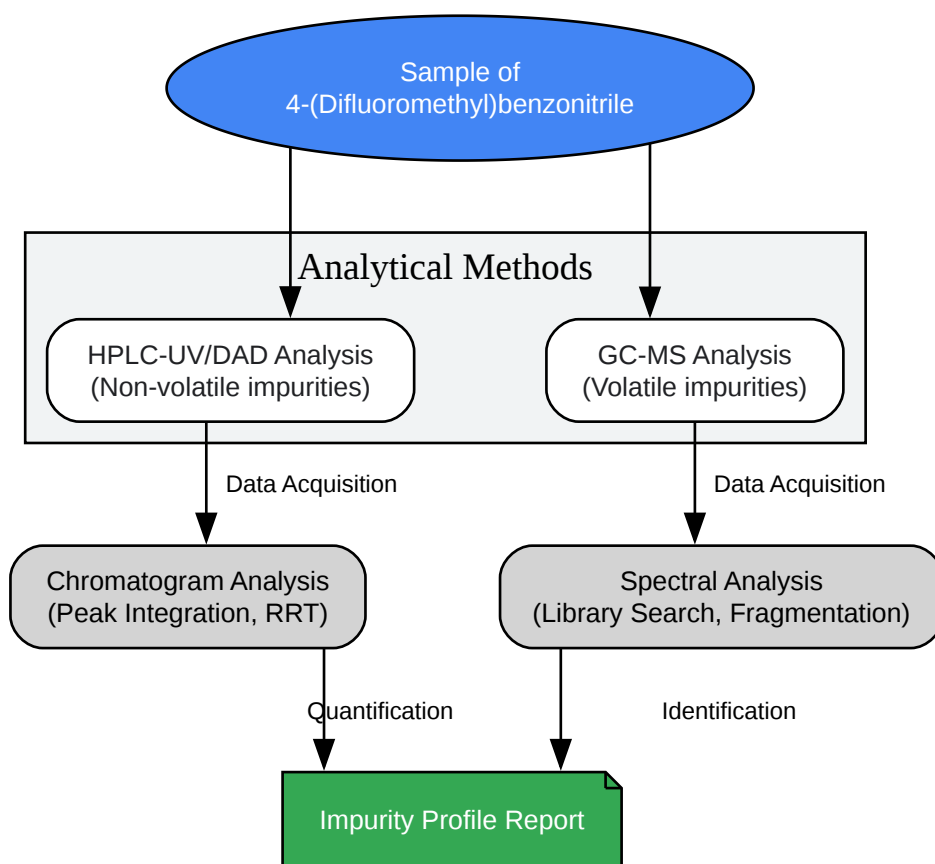 Sample of
4-(Difluoromethyl)benzonitrile
Analytical Methods
HPLC-UV/DAD Analysis
(Non-volatile impurities)
GC-MS Analysis
(Volatile impurities)
Data Acquisition
Data Acquisition
Chromatogram Analysis
(Peak Integration, RRT)
Spectral Analysis
(Library Search, Fragmentation)
Quantification
Identification
Impurity Profile Report